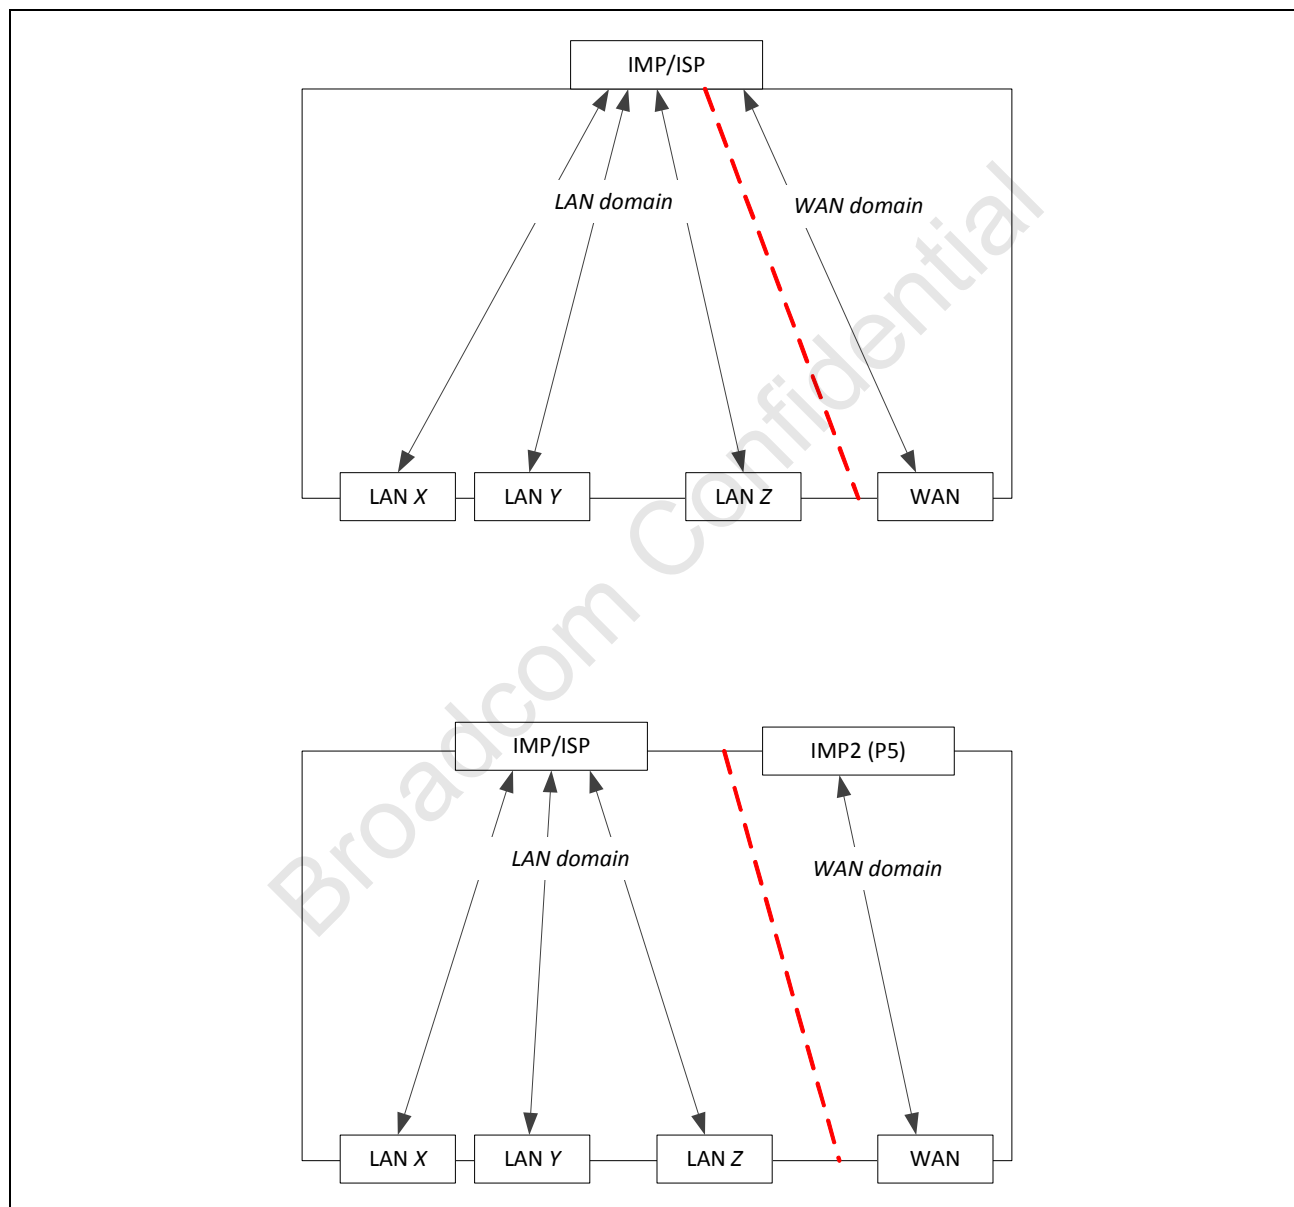 IMP/ISP
LAN domain
WAN domain
LAN X
LAN Y
LAN Z
WAN
Broadcom Confidential
IMP/ISP
IMP2 (P5)
LAN domain
WAN domain
LAN X
LAN Y
LAN Z
WAN